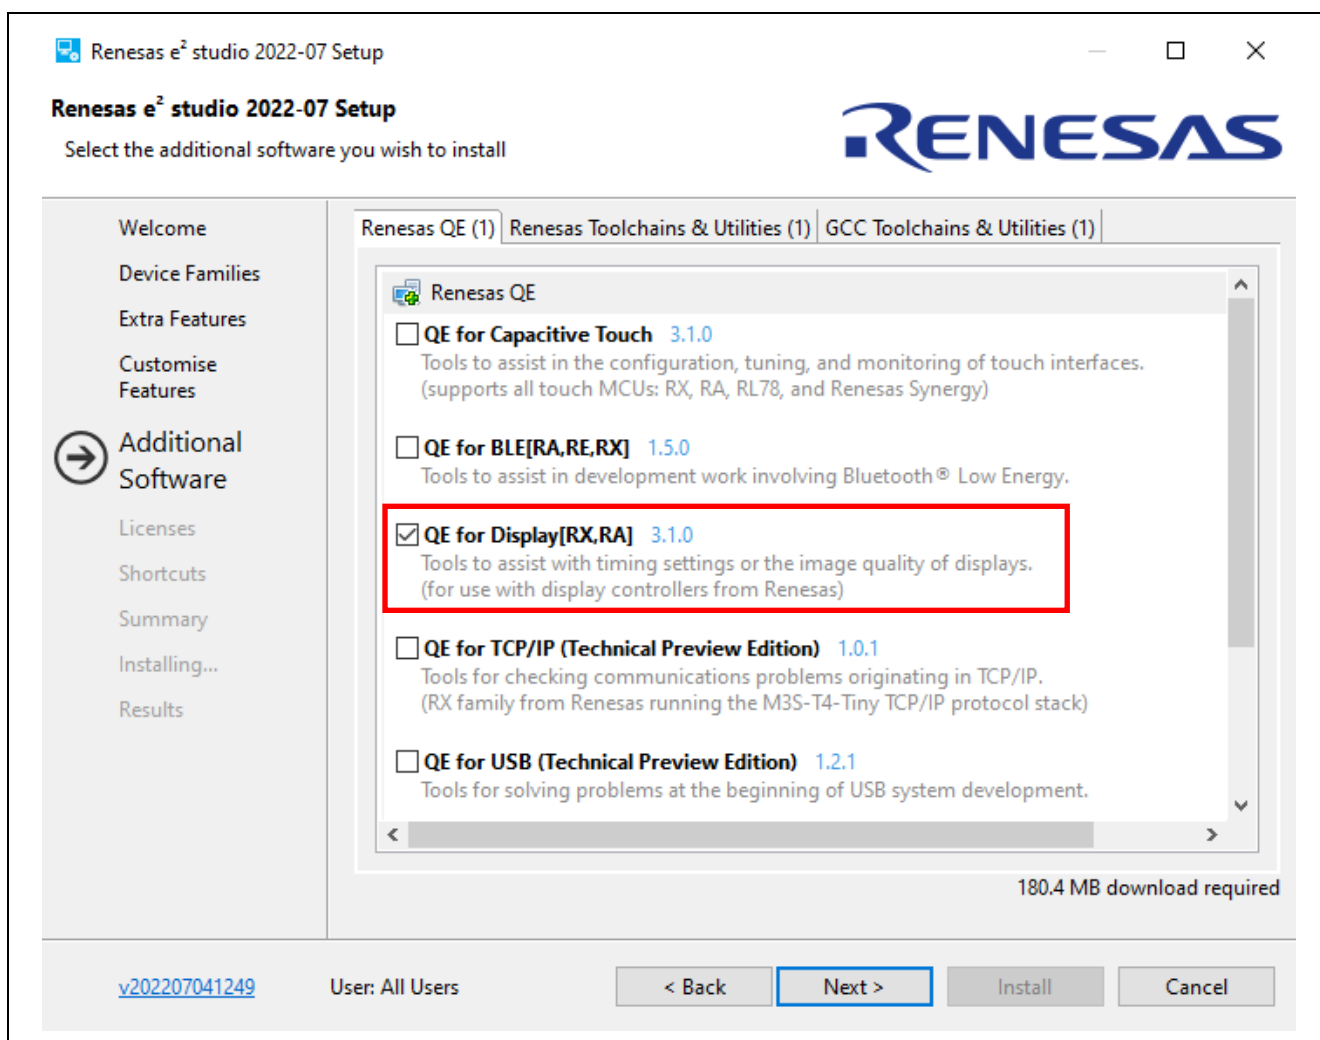 Renesas e² studio 2022-07 Setup
Renesas e² studio 2022-07 Setup
Select the additional software you wish to install
RENESAS
Welcome
Device Families
Extra Features
Customise
Features
Additional
Software
Licenses
Shortcuts
Summary
Installing...
Results
Renesas QE (1) Renesas Toolchains & Utilities (1) GCC Toolchains & Utilities (1)
Renesas QE
QE for Capacitive Touch 3.1.0
Tools to assist in the configuration, tuning, and monitoring of touch interfaces.
(supports all touch MCUs: RX, RA, RL78, and Renesas Synergy)
QE for BLE[RA,RE,RX] 1.5.0
Tools to assist in development work involving Bluetooth® Low Energy.
QE for Display[RX,RA] 3.1.0
Tools to assist with timing settings or the image quality of displays.
(for use with display controllers from Renesas)
QE for TCP/IP (Technical Preview Edition) 1.0.1
Tools for checking communications problems originating in TCP/IP.
(RX family from Renesas running the M3S-T4-Tiny TCP/IP protocol stack)
QE for USB (Technical Preview Edition) 1.2.1
Tools for solving problems at the beginning of USB system development.
180.4 MB download required
v202207041249 User: All Users < Back Next > Install Cancel